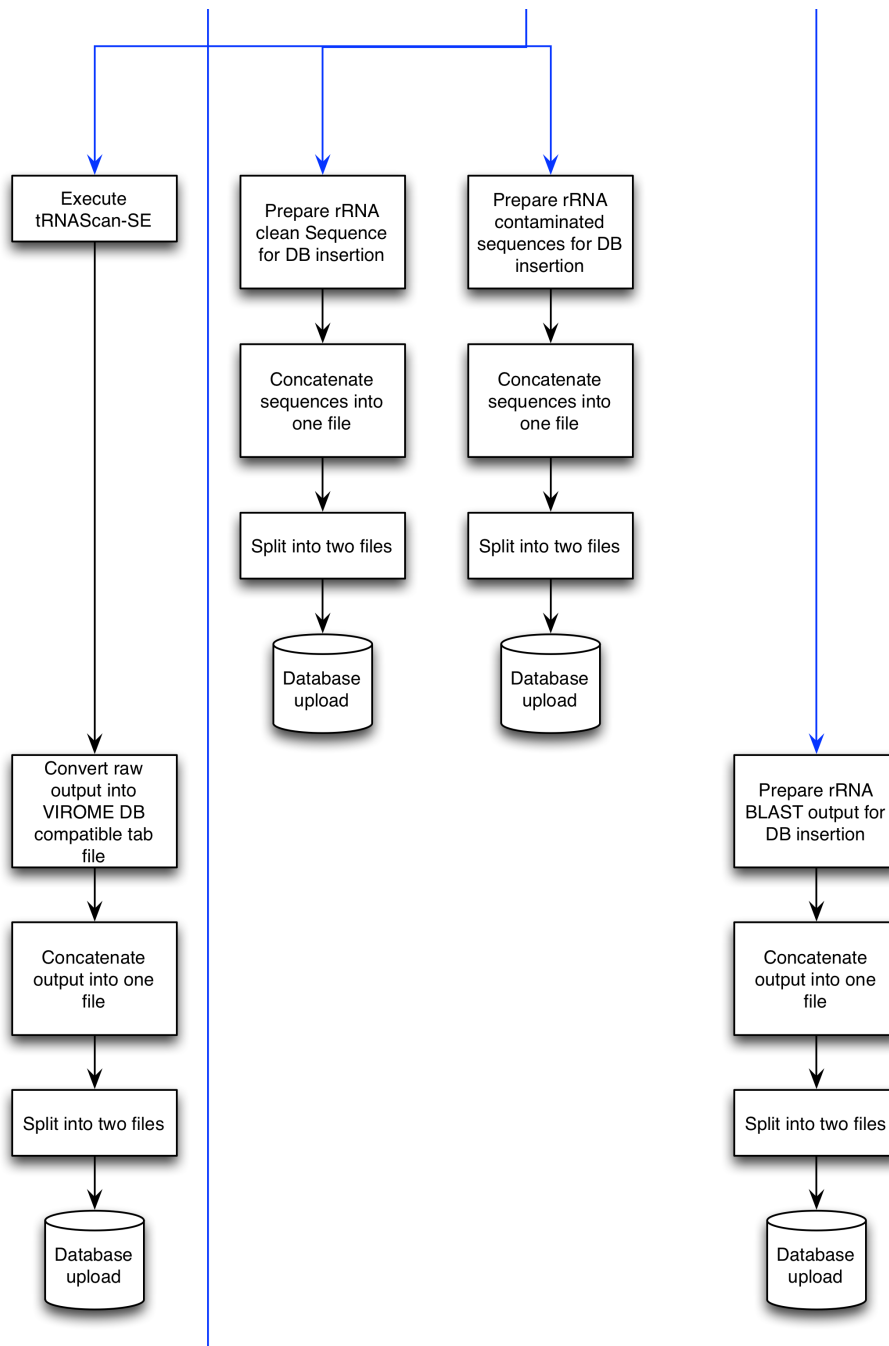 Execute
tRNAScan-SE
Prepare rRNA
clean Sequence
for DB insertion
Prepare rRNA
contaminated
sequences for DB
insertion
Concatenate
sequences into
one file
Concatenate
sequences into
one file
Split into two files
Split into two files
Database
upload
Database
upload
Convert raw
output into
VIROME DB
compatible tab
file
Prepare rRNA
BLAST output for
DB insertion
Concatenate
output into one
file
Concatenate
output into one
file
Split into two files
Split into two files
Database
upload
Database
upload